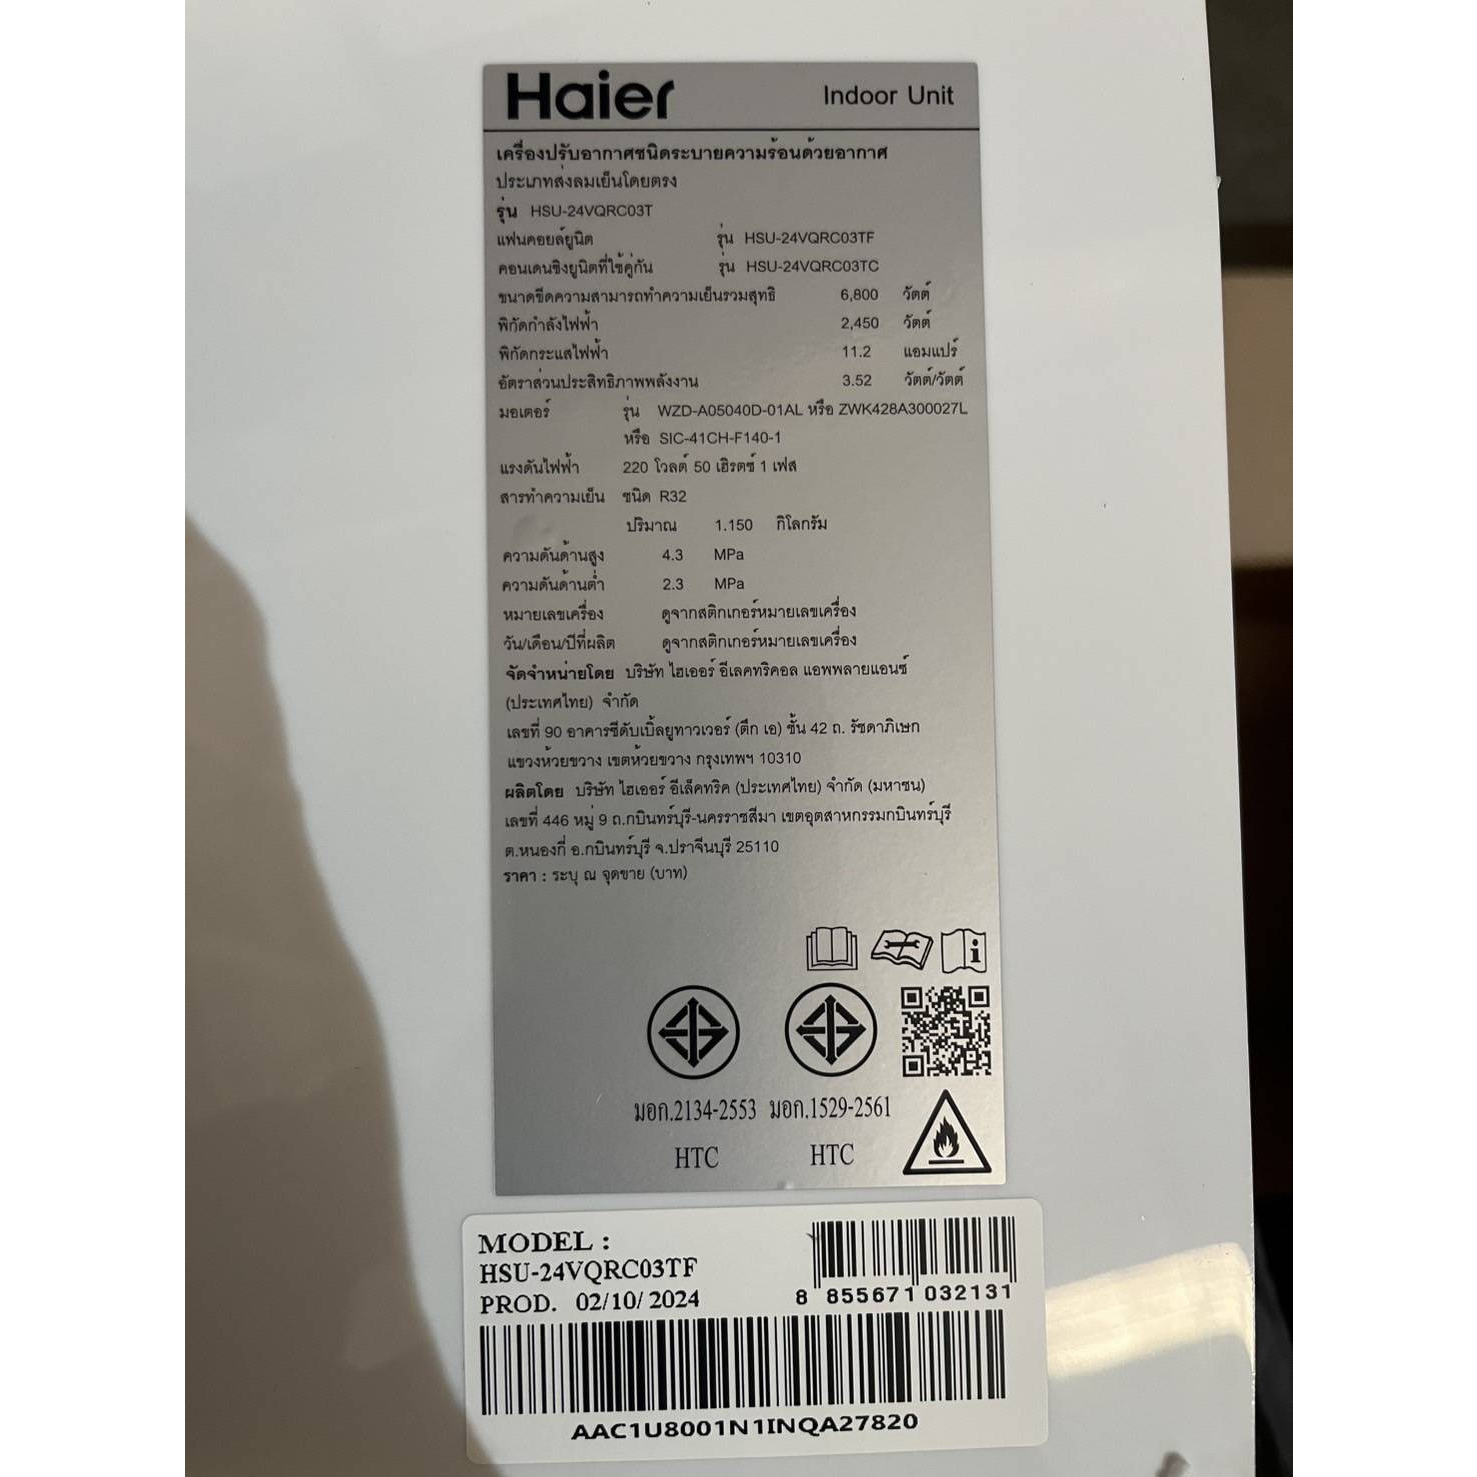 Haier Indoor Unit
เครื่องปรับอากาศชนิดระบายความร้อนด้วยอากาศ
ประเภทส่งลมเย็นโดยตรง
รุ่น HSU-24VQRC03T
แฟนคอยล์ยูนิต รุ่น HSU-24VQRC03TF
คอนเดนซิงยูนิตที่ใช้คู่กัน รุ่น HSU-24VQRC03TC
ขนาดขีดความสามารถทำความเย็นรวมสุทธิ 6,800 วัตต์
พิกัดกำลังไฟฟ้า 2,450 วัตต์
พิกัดกระแสไฟฟ้า 11.2 แอมแปร์
อัตราส่วนประสิทธิภาพพลังงาน 3.52 วัตต์/วัตต์
มอเตอร์ รุ่น WZD-A05040D-01AL หรือ ZWK428A300027L
หรือ SIC-41CH-F140-1
แรงดันไฟฟ้า 220 โวลต์ 50 เฮิรตซ์ 1 เฟส
สารทำความเย็น ชนิด R32
ปริมาณ 1.150 กิโลกรัม
ความดันด้านสูง 4.3 MPa
ความดันด้านต่ำ 2.3 MPa
หมายเลขเครื่อง ดูจากสติกเกอร์หมายเลขเครื่อง
วัน/เดือน/ปีที่ผลิต ดูจากสติกเกอร์หมายเลขเครื่อง
จัดจำหน่ายโดย บริษัท ไฮเออร์ อีเลคทริคอล แอพพลายแอนซ์
(ประเทศไทย) จำกัด
เลขที่ 90 อาคารซีดับเบิ้ลยูทาวเวอร์ (ตึก เอ) ชั้น 42 ถ. รัชดาภิเษก
แขวงห้วยขวาง เขตห้วยขวาง กรุงเทพฯ 10310
ผลิตโดย บริษัท ไฮเออร์ อีเล็คทริค (ประเทศไทย) จำกัด (มหาชน)
เลขที่ 446 หมู่ 9 ถ.กบินทร์บุรี-นครราชสีมา เขตอุตสาหกรรมกบินทร์บุรี
ต.หนองกี่ อ.กบินทร์บุรี จ.ปราจีนบุรี 25110
ราคา : ระบุ ณ จุดขาย (บาท)
มอก.2134-2553 มอก.1529-2561
HTC HTC
MODEL :
HSU-24VQRC03TF
PROD. 02/10/ 2024
8 855671 032131
AAC1U8001N1INQA27820